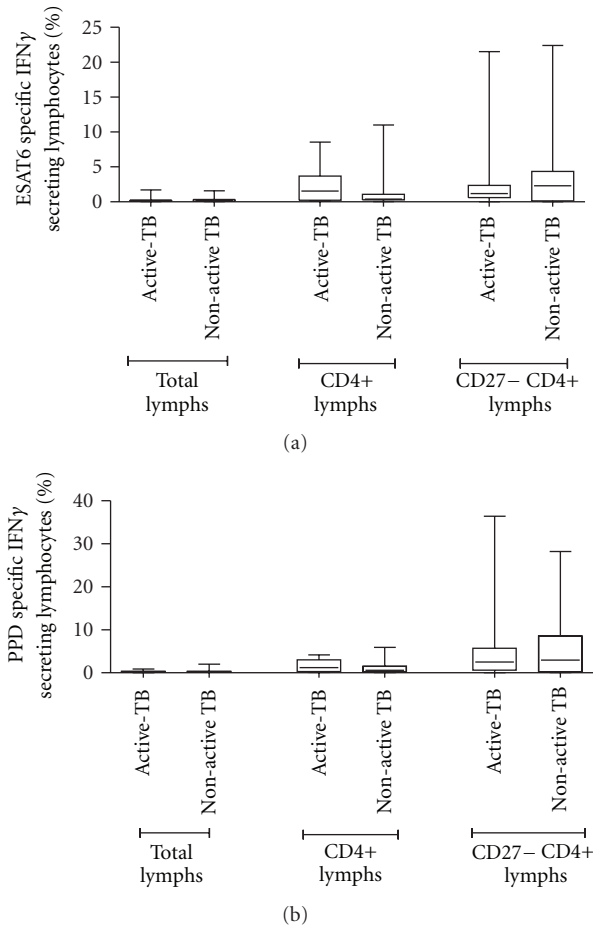 ESAT6 specific IFNγ
secreting lymphocytes (%)
25
20
15
10
5
0
Active-TB
Non-active TB
Active-TB
Non-active TB
Active-TB
Non-active TB
Total
lymphs
CD4+
lymphs
CD27− CD4+
lymphs
(a)
PPD specific IFNγ
secreting lymphocytes (%)
40
30
20
10
0
Active-TB
Non-active TB
Active-TB
Non-active TB
Active-TB
Non-active TB
Total
lymphs
CD4+
lymphs
CD27− CD4+
lymphs
(b)